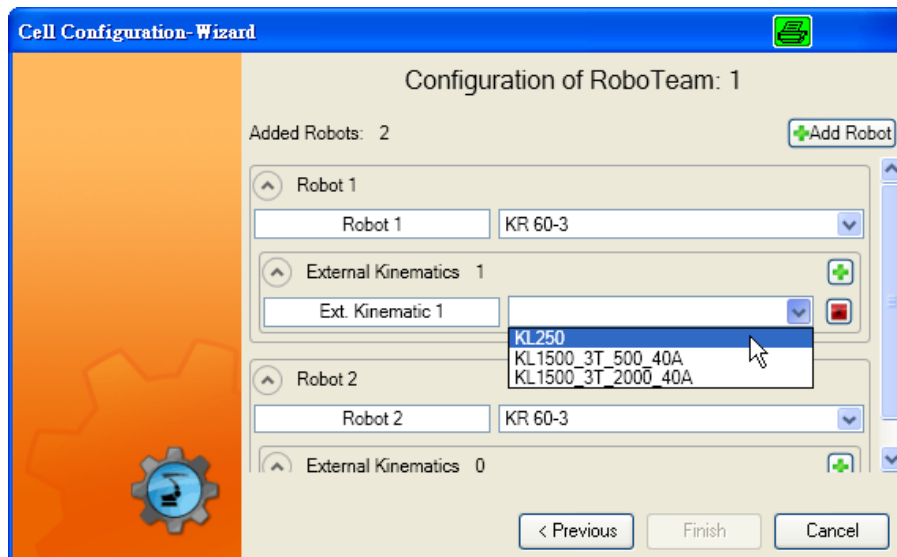 Cell Configuration-Wizard
Configuration of RoboTeam: 1
Added Robots: 2
Add Robot
Robot 1
Robot 1 KR 60-3
External Kinematics 1
Ext. Kinematic 1
KL250
KL1500_3T_500_40A
KL1500_3T_2000_40A
Robot 2
Robot 2 KR 60-3
External Kinematics 0
< Previous Finish Cancel